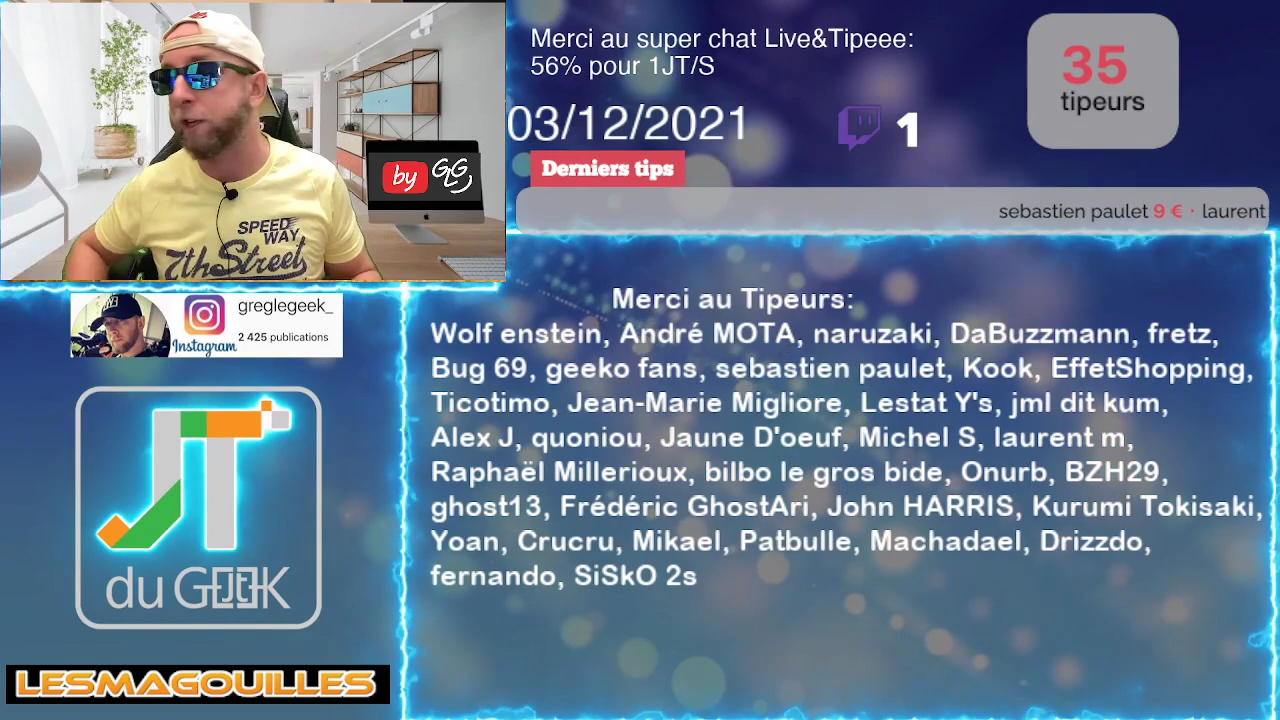 Merci au super chat Live&Tipeee:
56% pour 1JT/S
35
tipeurs
03/12/2021
1
Derniers tips
sebastien paulet 9 € · laurent
by GLG
SPEED
WAY
7thStreet
greglegeek_
Instagram
2 425 publications
Merci au Tipeurs:
Wolf enstein, André MOTA, naruzaki, DaBuzzmann, fretz,
Bug 69, geeko fans, sebastien paulet, Kook, EffetShopping,
Ticotimo, Jean-Marie Migliore, Lestat Y's, jml dit kum,
Alex J, quoniou, Jaune D'oeuf, Michel S, laurent m,
Raphaël Millerioux, bilbo le gros bide, Onurb, BZH29,
ghost13, Frédéric GhostAri, John HARRIS, Kurumi Tokisaki,
Yoan, Crucru, Mikael, Patbulle, Machadael, Drizzdo,
fernando, SiSkO 2s
JT
du GEEK
LESMAGOUILLES